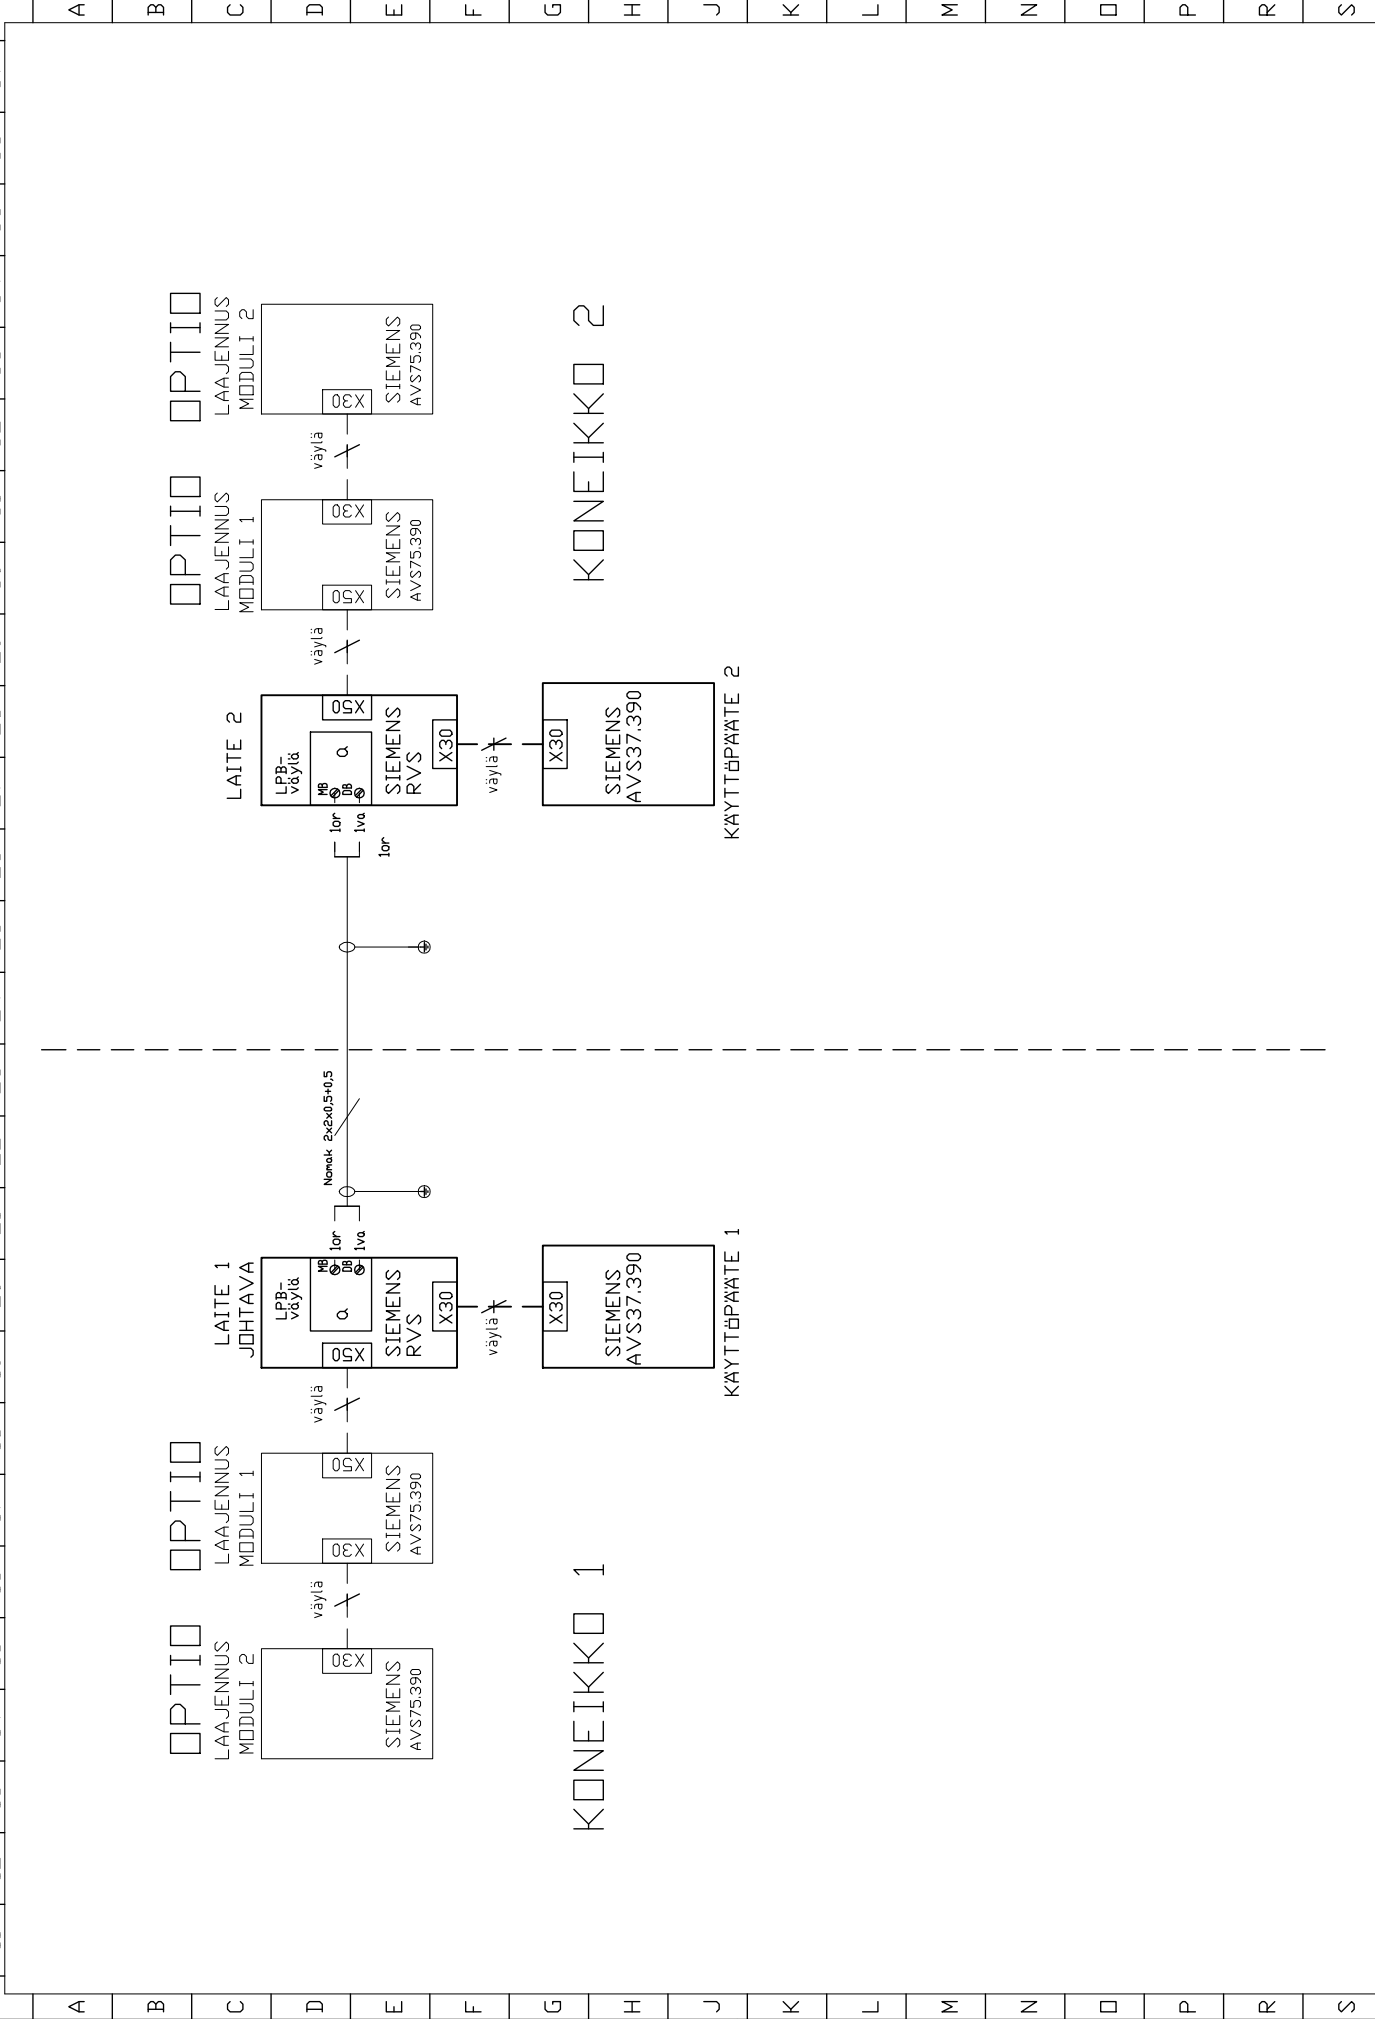 A B C D E F G H J K L M N O P R S
OPTIO
LAAJENNUS
MODULI 2
X30
SIEMENS
AVS75.390
väylä
OPTIO
LAAJENNUS
MODULI 1
X30
X50
SIEMENS
AVS75.390
väylä
LAITE 1
JOHTAVA
LPB-
väylä
X50
a
MB
DB
SIEMENS
RVS
X30
1or
1va
väylä
X30
SIEMENS
AVS37.390
KÄYTTÖPÄÄTE 1
KONEIKKO 1
Nomak 2x2x0,5+0,5
1or
1va
1or
LAITE 2
LPB-
väylä
MB
DB
a
X50
SIEMENS
RVS
X30
väylä
X30
SIEMENS
AVS37.390
KÄYTTÖPÄÄTE 2
väylä
OPTIO
LAAJENNUS
MODULI 1
X50
X30
SIEMENS
AVS75.390
väylä
OPTIO
LAAJENNUS
MODULI 2
X30
SIEMENS
AVS75.390
KONEIKKO 2
A B C D E F G H J K L M N O P R S